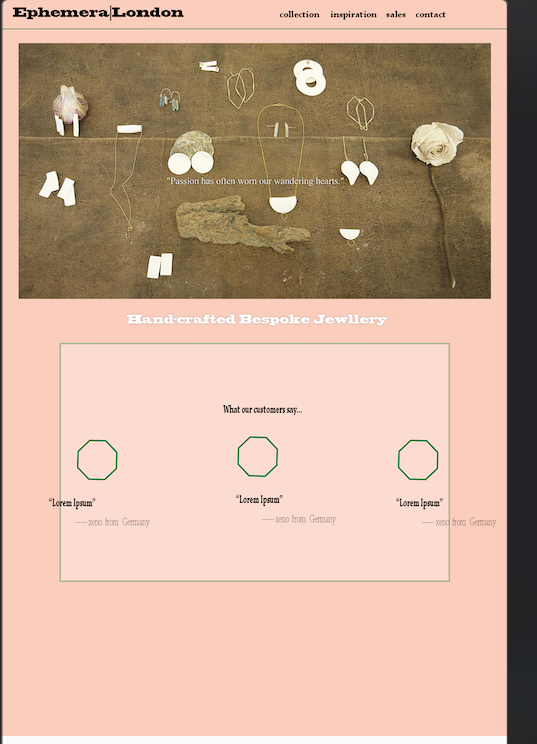 Ephemera|London
collection inspiration sales contact
"Passion has often worn our wandering hearts."
Hand-crafted Bespoke Jewllery
What our customers say...
“Lorem Ipsum” “Lorem Ipsum” “Lorem Ipsum”
----- xeno from Germany ----- xeno from Germany ----- xeno from Germany